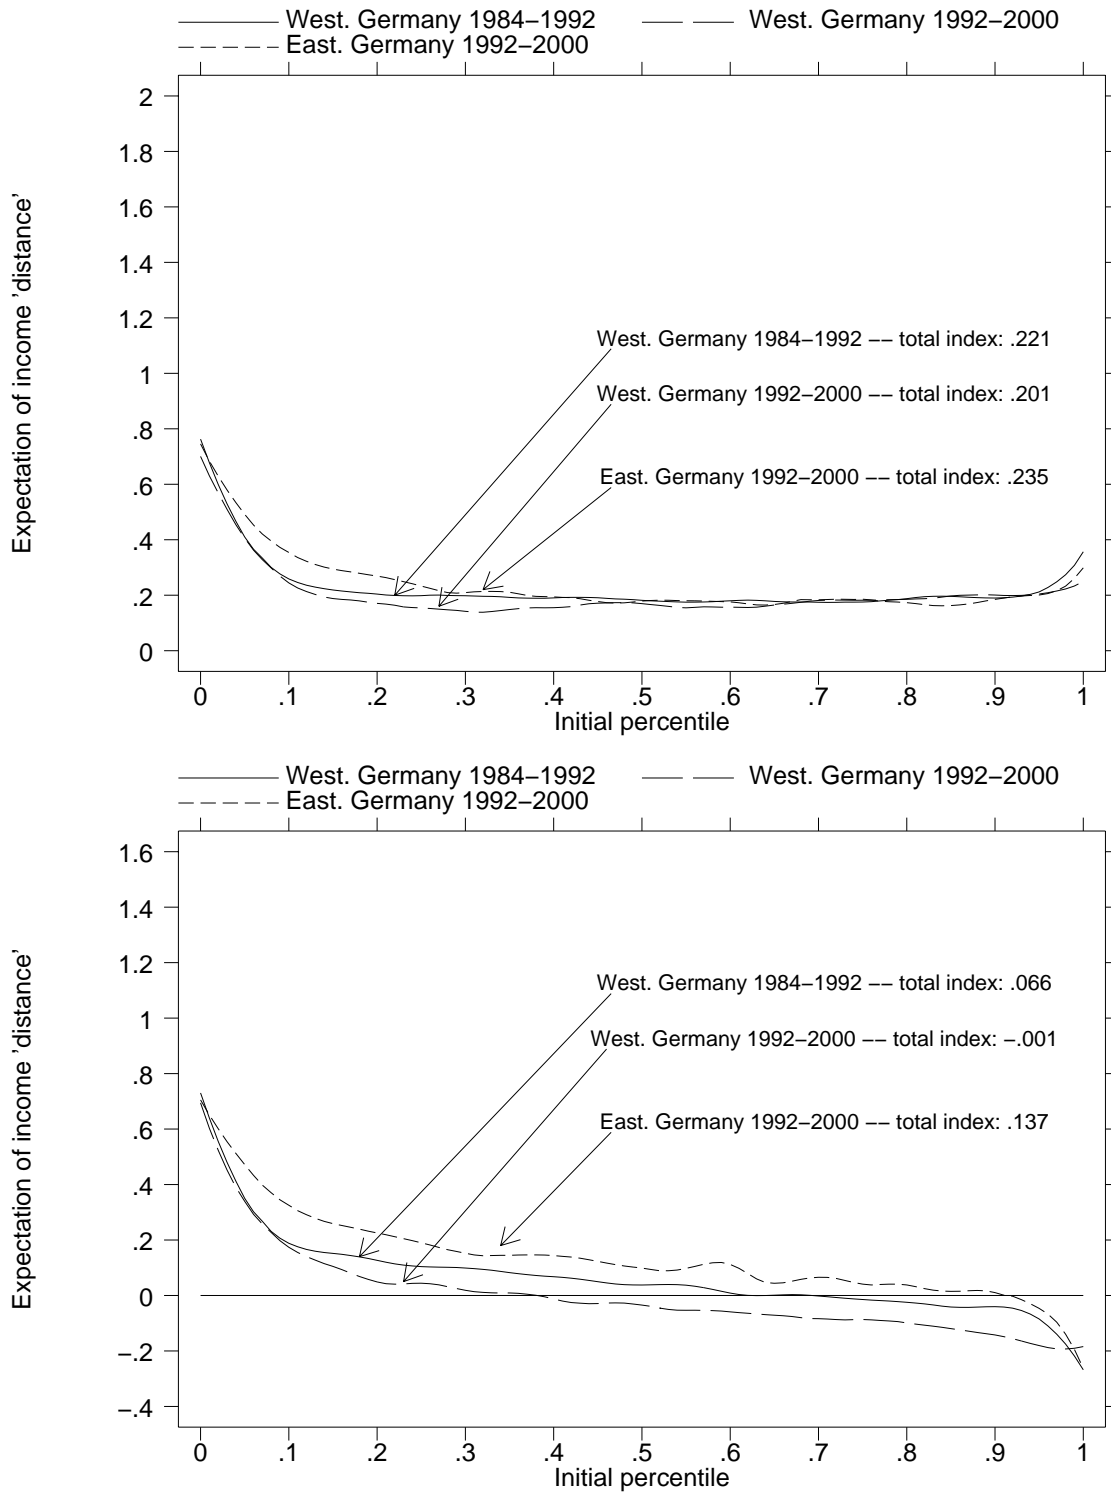 West. Germany 1984−1992 West. Germany 1992−2000
East. Germany 1992−2000
2
1.8
1.6
1.4
1.2
1
.8
.6
.4
.2
0
Expectation of income 'distance'
West. Germany 1984−1992 −− total index: .221
West. Germany 1992−2000 −− total index: .201
East. Germany 1992−2000 −− total index: .235
0 .1 .2 .3 .4 .5 .6 .7 .8 .9 1
Initial percentile
West. Germany 1984−1992 West. Germany 1992−2000
East. Germany 1992−2000
1.6
1.4
1.2
1
.8
.6
.4
.2
0
−.2
−.4
Expectation of income 'distance'
West. Germany 1984−1992 −− total index: .066
West. Germany 1992−2000 −− total index: −.001
East. Germany 1992−2000 −− total index: .137
0 .1 .2 .3 .4 .5 .6 .7 .8 .9 1
Initial percentile